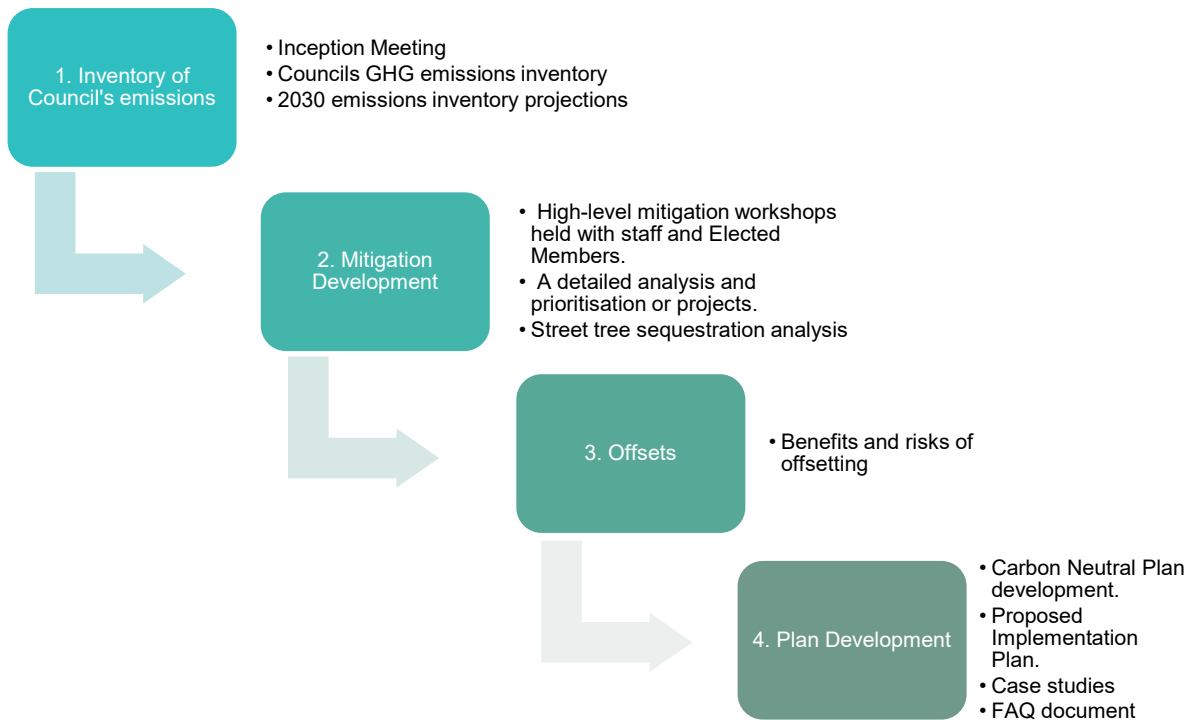 1. Inventory of
Council's emissions
• Inception Meeting
• Councils GHG emissions inventory
• 2030 emissions inventory projections
2. Mitigation
Development
• High-level mitigation workshops
held with staff and Elected
Members.
• A detailed analysis and
prioritisation or projects.
• Street tree sequestration analysis
3. Offsets
• Benefits and risks of
offsetting
4. Plan Development
• Carbon Neutral Plan
development.
• Proposed
Implementation
Plan.
• Case studies
• FAQ document